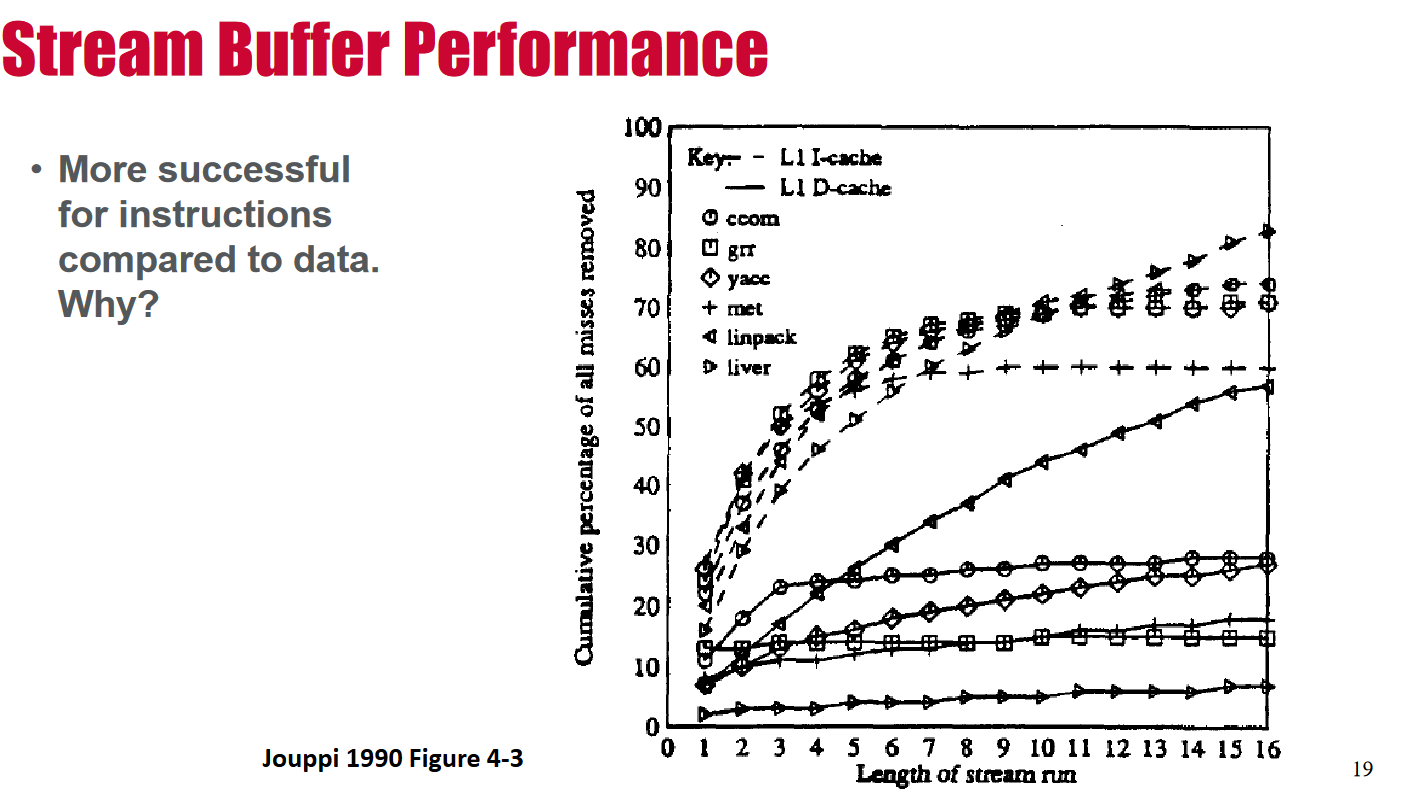 Stream Buffer Performance
• More successful
for instructions
compared to data.
Why?
Jouppi 1990 Figure 4-3
Cumulative percentage of all misses removed
100
90
80
70
60
50
40
30
20
10
0
Key: - - L1 I-cache
L1 D-cache
ccom
grr
yacc
met
linpack
liver
0 1 2 3 4 5 6 7 8 9 10 11 12 13 14 15 16
Length of stream run
19